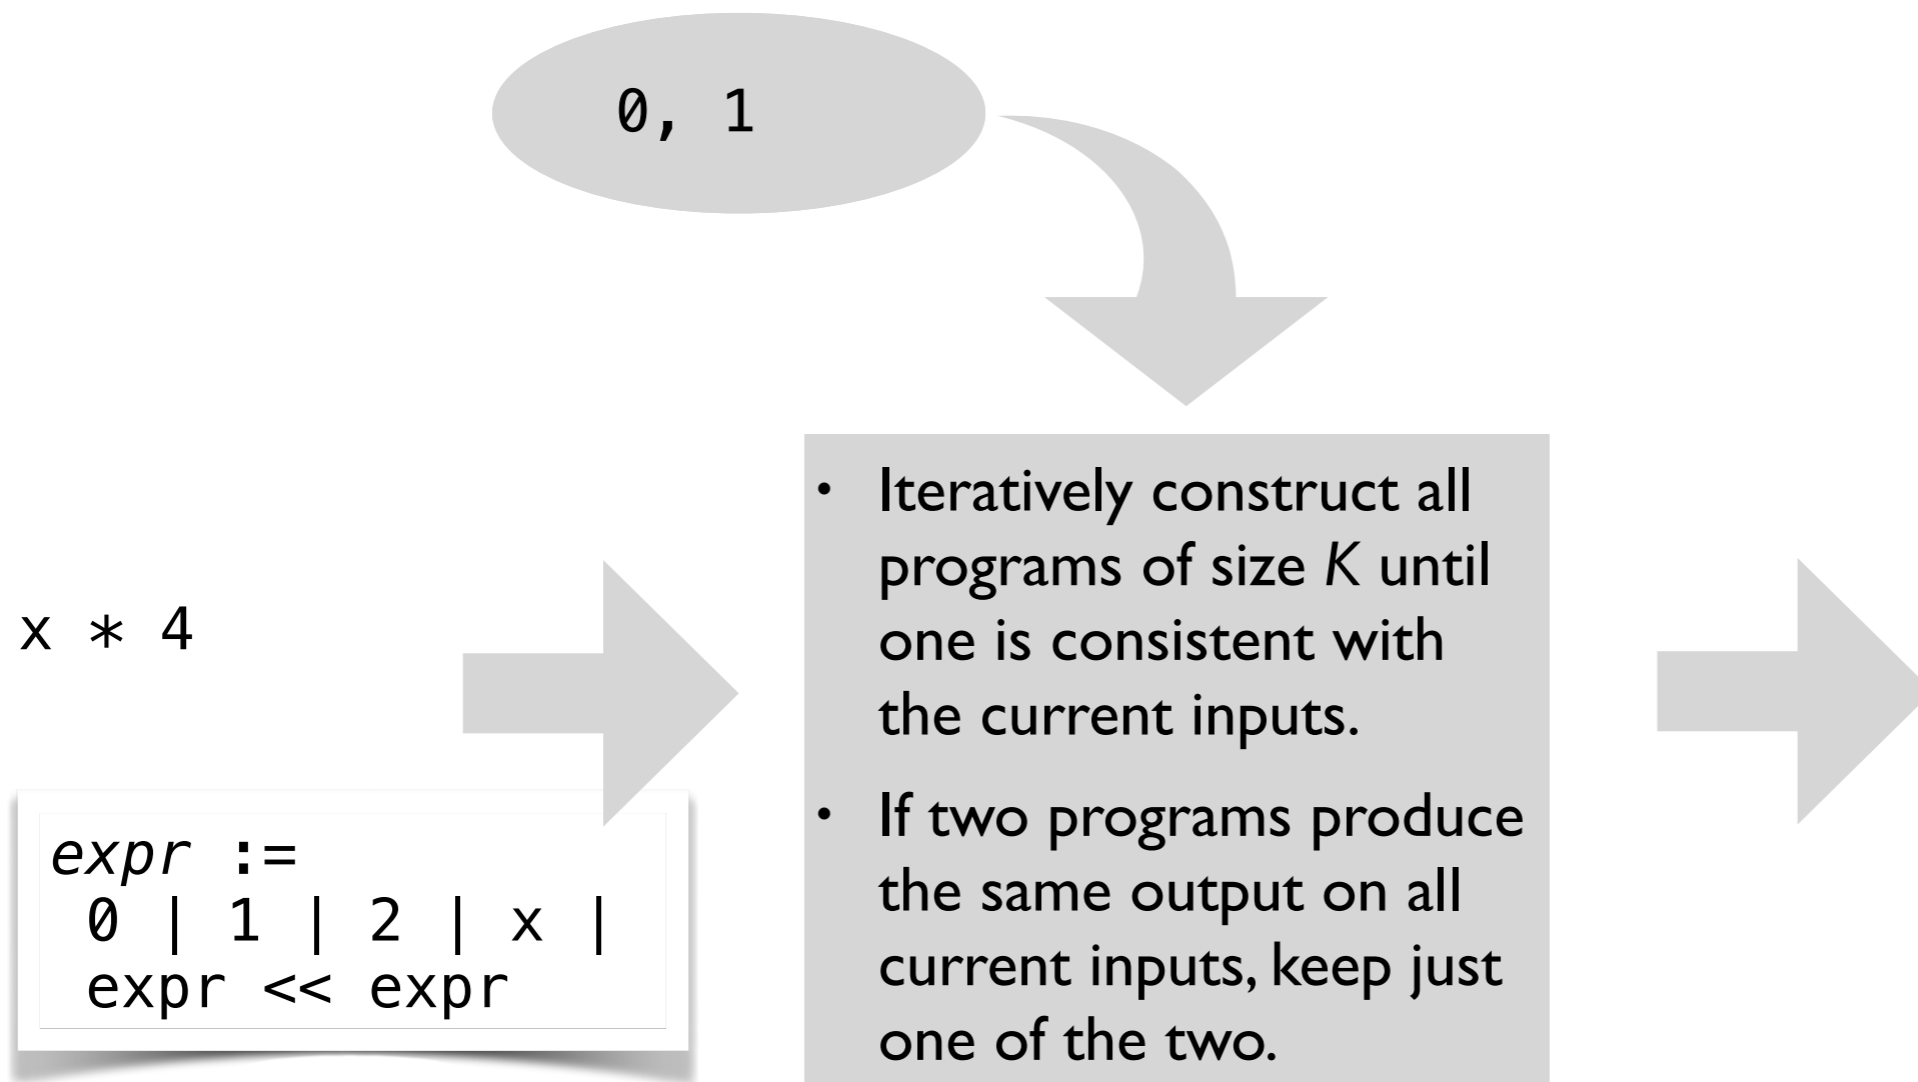 0, 1
x * 4
expr :=
0 | 1 | 2 | x |
expr << expr
• Iteratively construct all
programs of size K until
one is consistent with
the current inputs.
• If two programs produce
the same output on all
current inputs, keep just
one of the two.